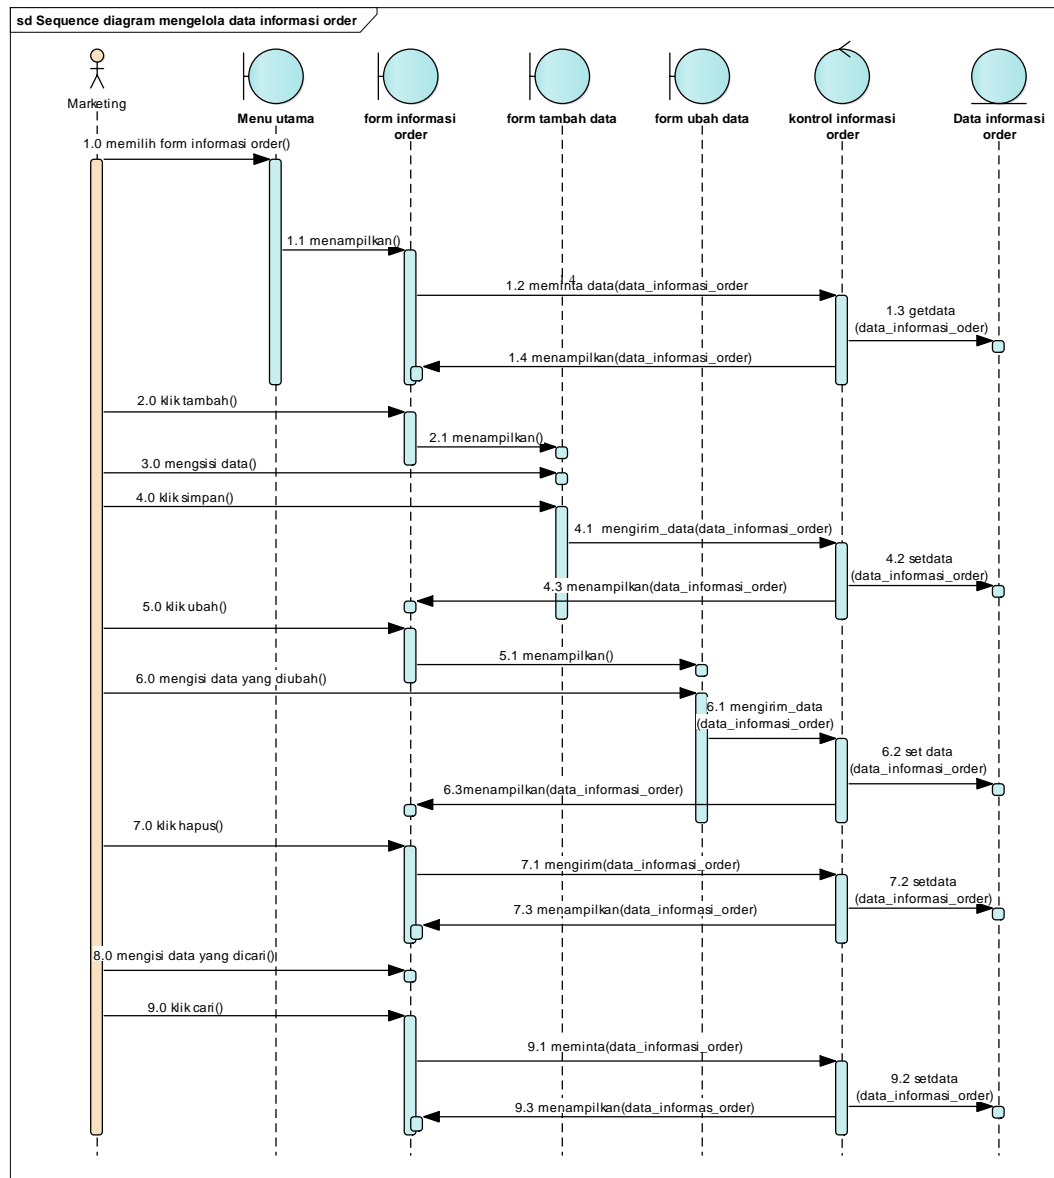 sd Sequence diagram mengelola data informasi order
Marketing
Menu utama
form informasi
order
form tambah data
form ubah data
kontrol informasi
order
Data informasi
order
1.0 memilih form informasi order()
1.1 menampilkan()
1.4
1.2 meminta data(data_informasi_order
1.3 getdata
(data_informasi_oder)
1.4 menampilkan(data_informasi_order)
2.0 klik tambah()
2.1 menampilkan()
3.0 mengsisi data()
4.0 klik simpan()
4.1 mengirim_data(data_informasi_order)
4.2 setdata
(data_informasi_order)
4.3 menampilkan(data_informasi_order)
5.0 klik ubah()
5.1 menampilkan()
6.0 mengisi data yang diubah()
6.1 mengirim_data
(data_informasi_order)
6.2 set data
(data_informasi_order)
6.3menampilkan(data_informasi_order)
7.0 klik hapus()
7.1 mengirim(data_informasi_order)
7.2 setdata
(data_informasi_order)
7.3 menampilkan(data_informasi_order)
8.0 mengisi data yang dicari()
9.0 klik cari()
9.1 meminta(data_informasi_order)
9.2 setdata
(data_informasi_order)
9.3 menampilkan(data_informas_order)